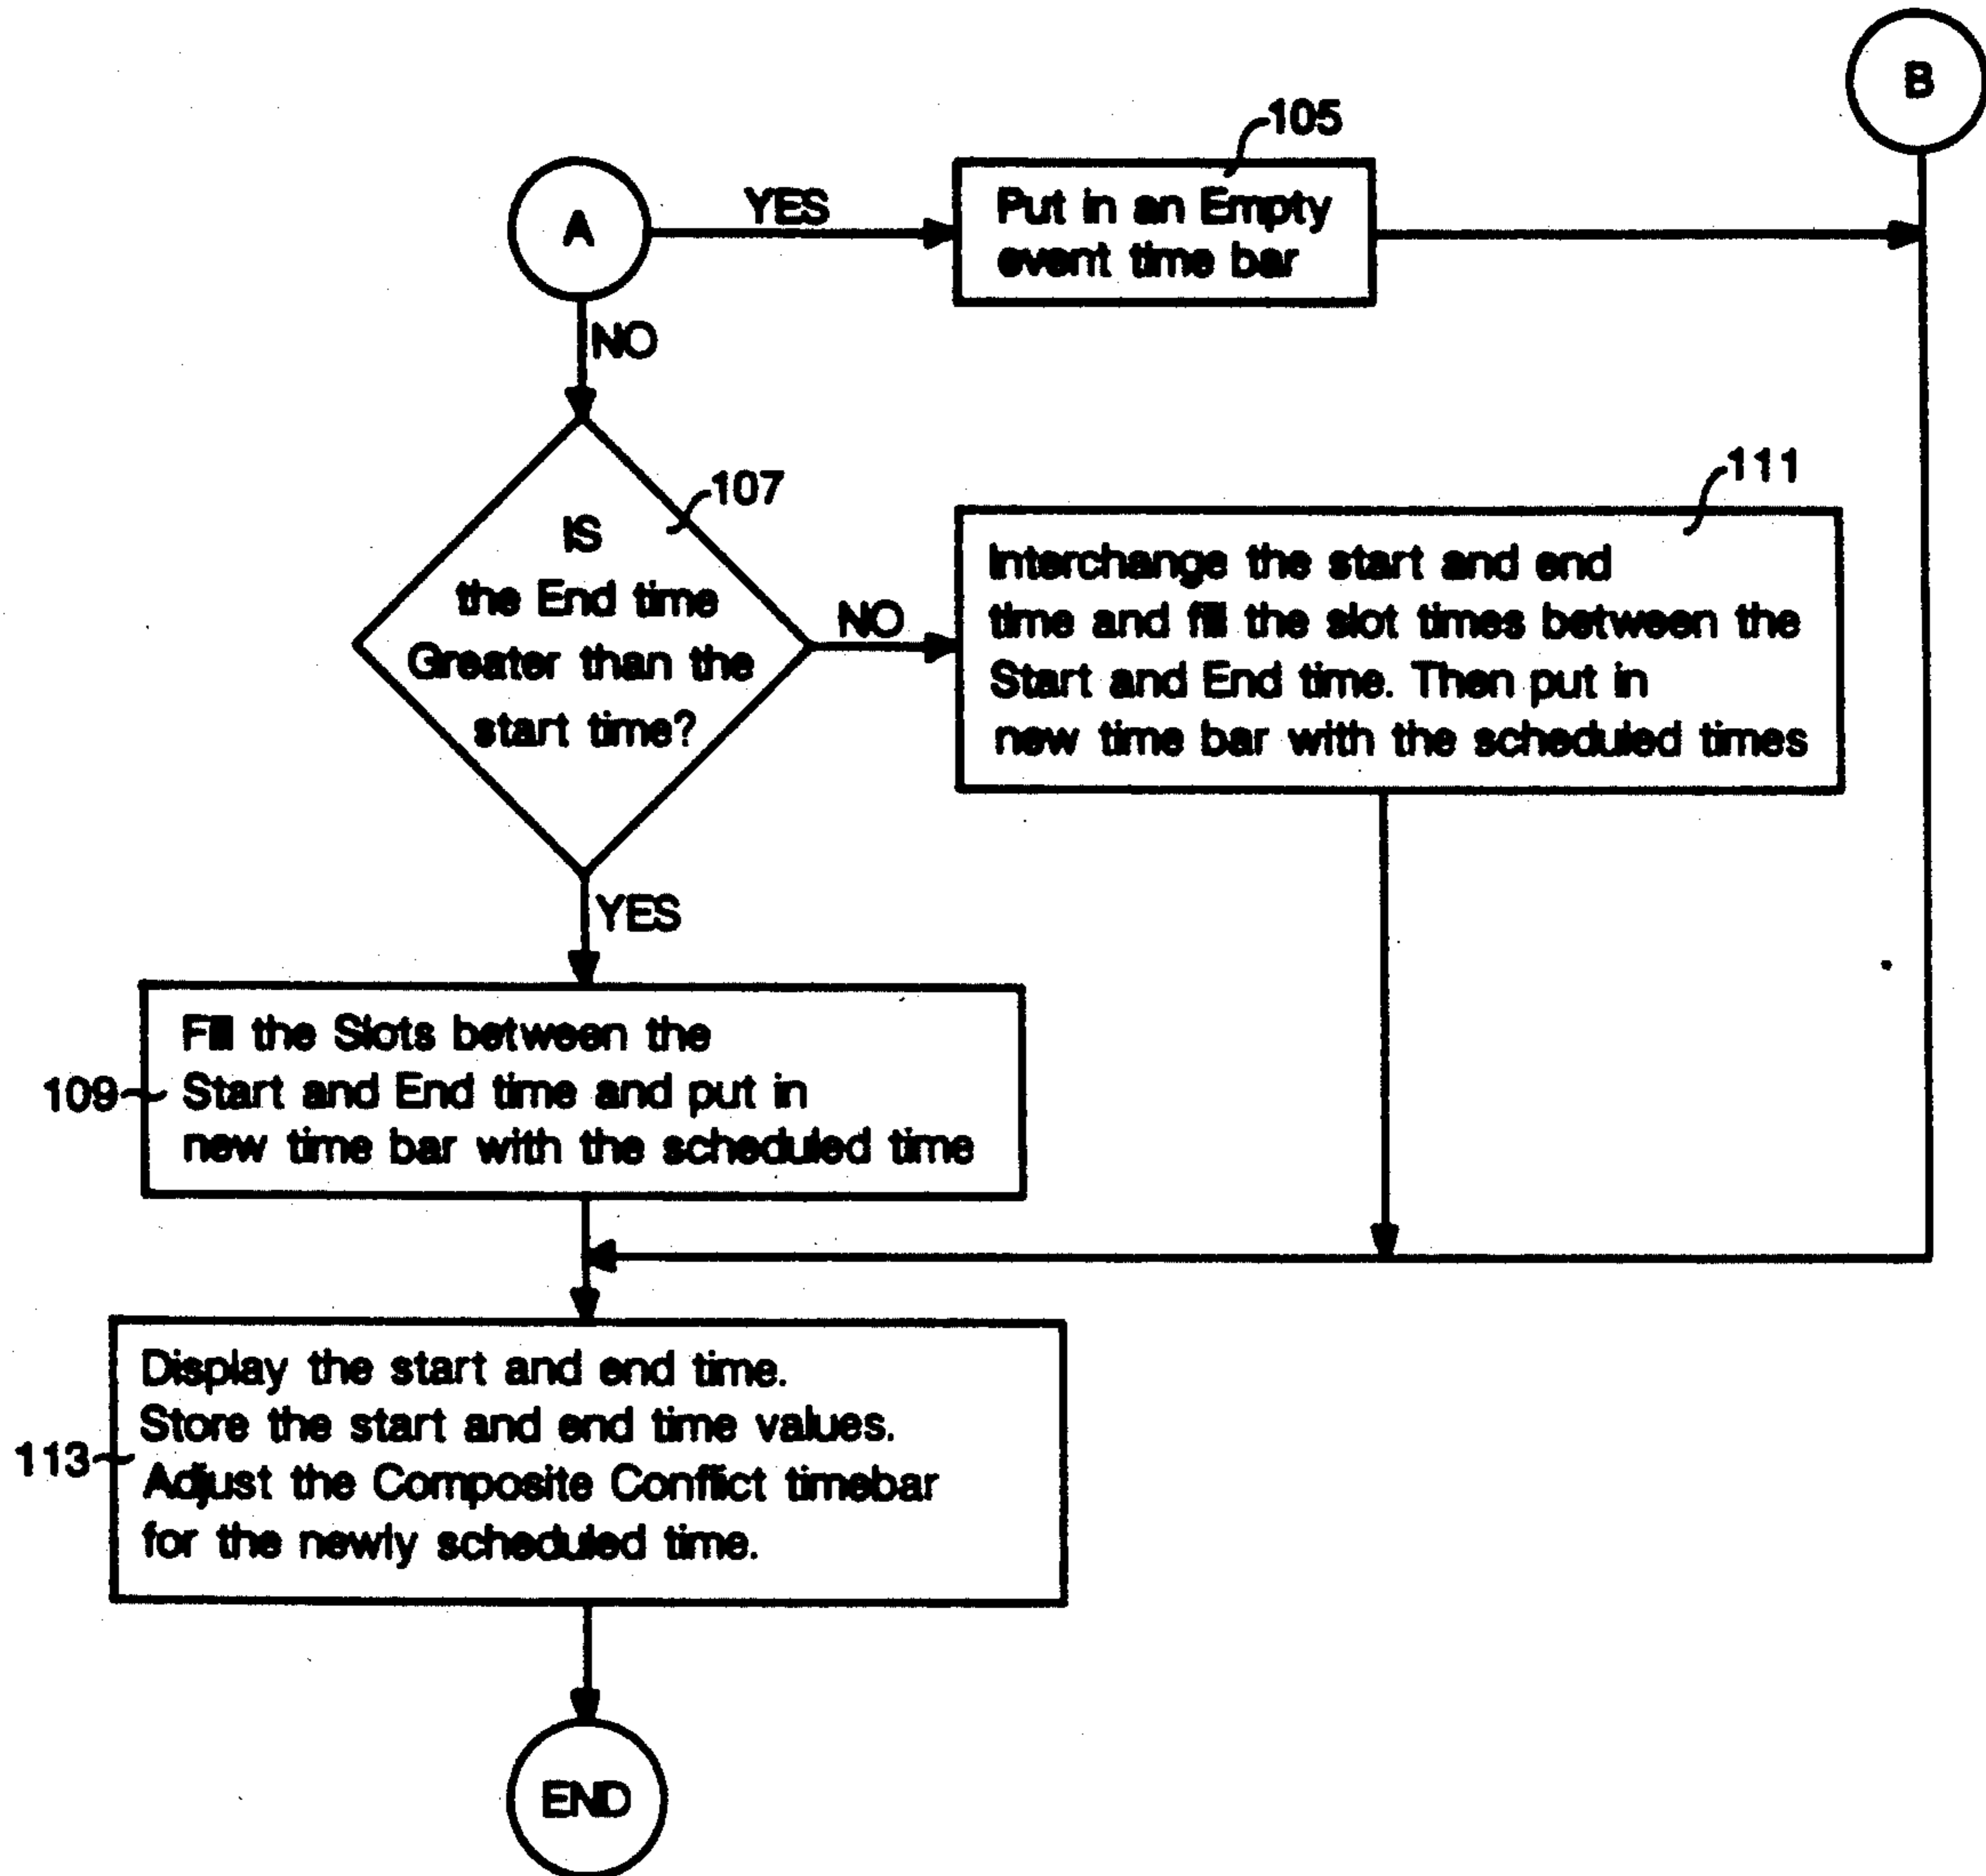 B
105
A
YES
Put in an Empty
event time bar
NO
107
111
IS
the End time
Greater than the
start time?
NO
Interchange the start and end
time and fill the slot times between the
Start and End time. Then put in
new time bar with the scheduled times
YES
109
Fill the Slots between the
Start and End time and put in
new time bar with the scheduled time
113
Display the start and end time.
Store the start and end time values.
Adjust the Composite Conflict timebar
for the newly scheduled time.
END